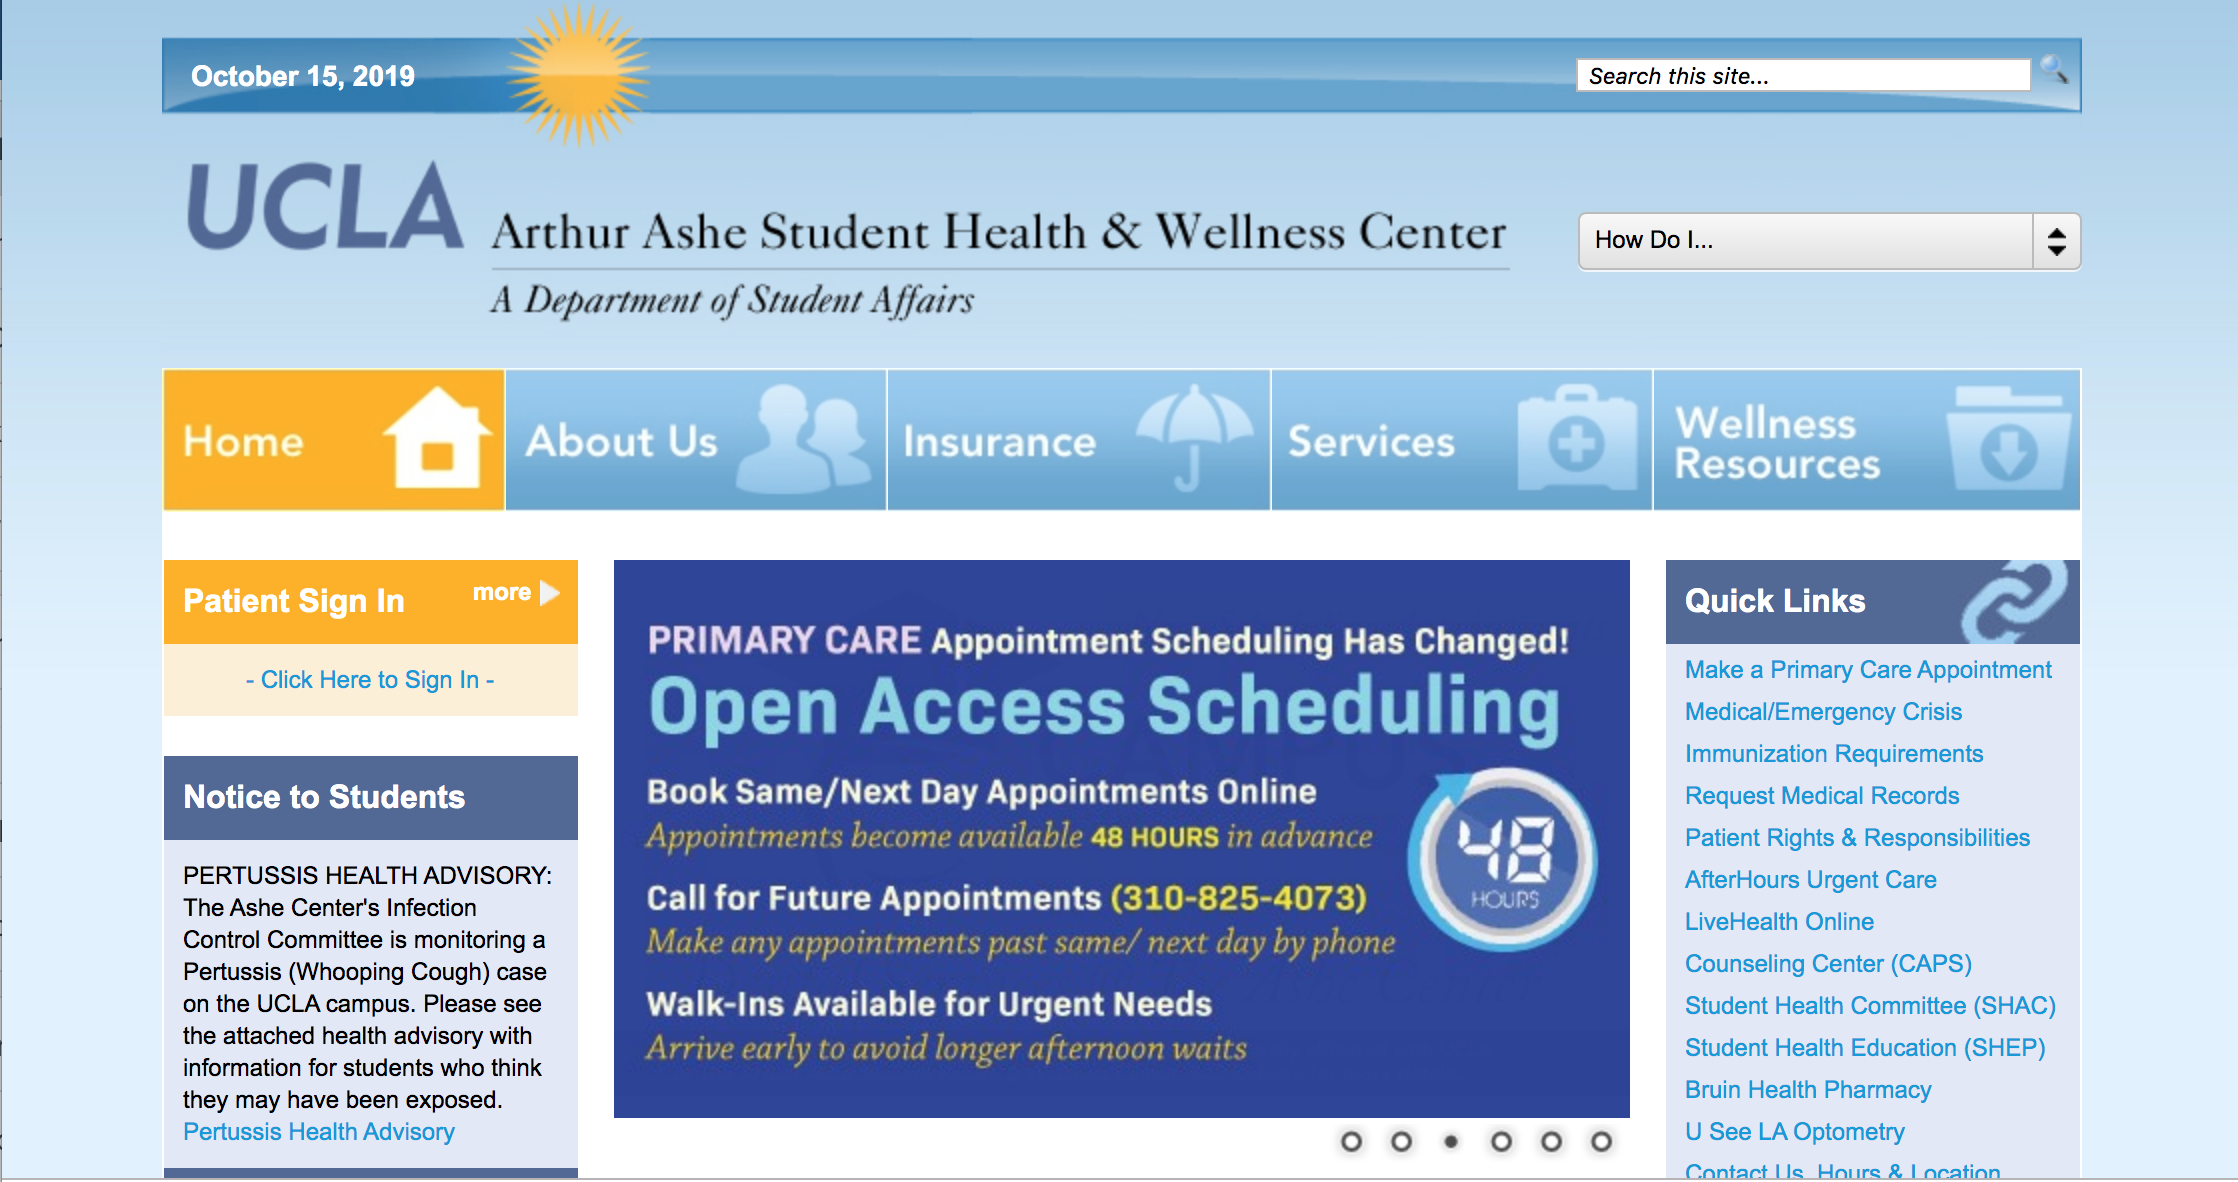 October 15, 2019
Search this site...
UCLA
Arthur Ashe Student Health & Wellness Center
A Department of Student Affairs
How Do I...
Home
About Us
Insurance
Services
Wellness
Resources
Patient Sign In
more
- Click Here to Sign In -
Notice to Students
PERTUSSIS HEALTH ADVISORY:
The Ashe Center's Infection
Control Committee is monitoring a
Pertussis (Whooping Cough) case
on the UCLA campus. Please see
the attached health advisory with
information for students who think
they may have been exposed.
Pertussis Health Advisory
PRIMARY CARE Appointment Scheduling Has Changed!
Open Access Scheduling
Book Same/Next Day Appointments Online
Appointments become available 48 HOURS in advance
Call for Future Appointments (310-825-4073)
Make any appointments past same/ next day by phone
Walk-Ins Available for Urgent Needs
Arrive early to avoid longer afternoon waits
48
HOURS
Quick Links
Make a Primary Care Appointment
Medical/Emergency Crisis
Immunization Requirements
Request Medical Records
Patient Rights & Responsibilities
AfterHours Urgent Care
LiveHealth Online
Counseling Center (CAPS)
Student Health Committee (SHAC)
Student Health Education (SHEP)
Bruin Health Pharmacy
U See LA Optometry
Contact Us, Hours & Location